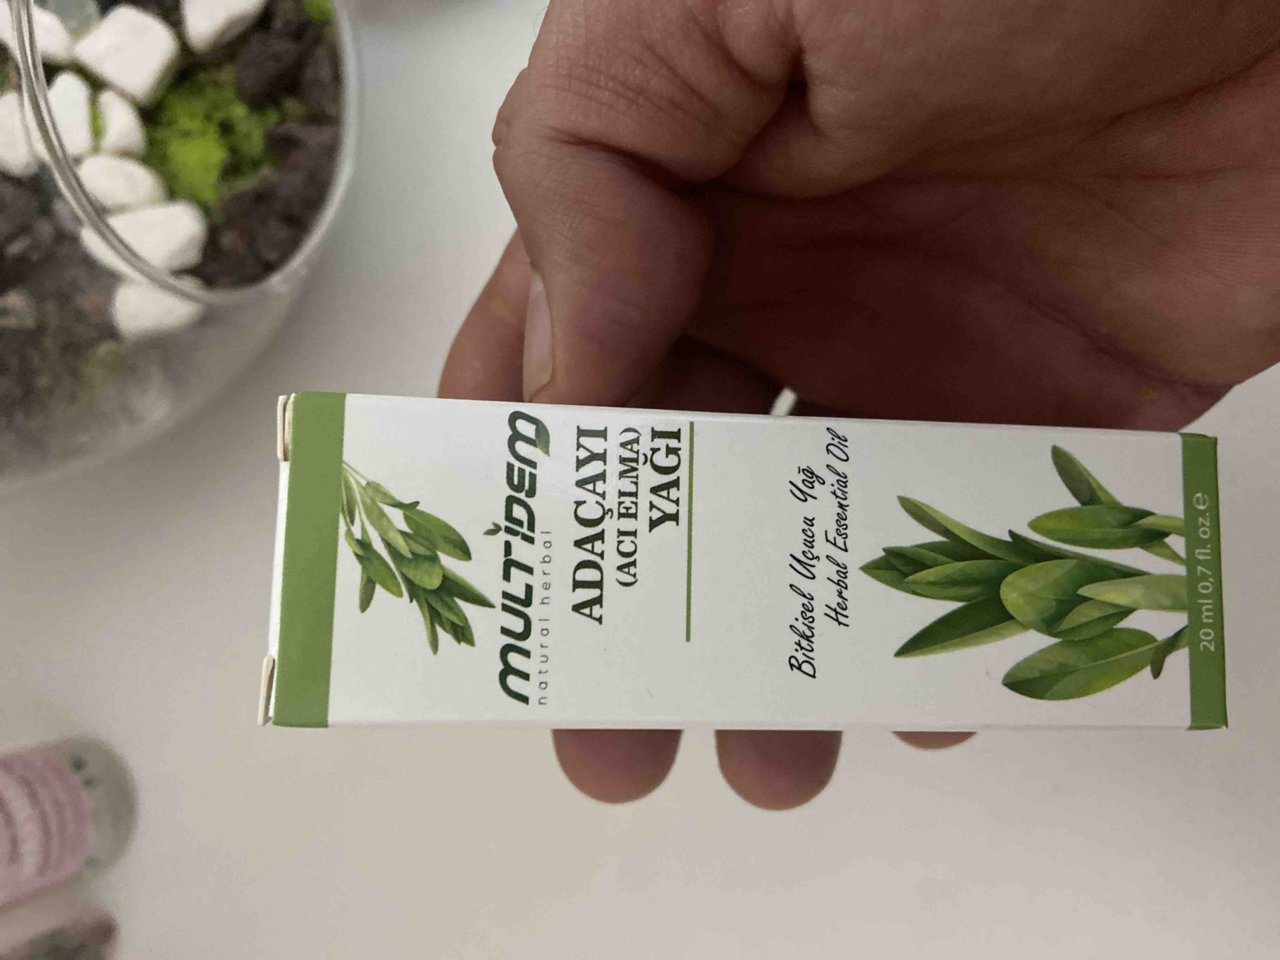 MULTİDEM
natural herbal
ADAÇAYI
(ACI ELMA)
YAĞI
Bitkisel Uçucu Yağ
Herbal Essential Oil
20 ml 0,7 fl. oz. ℮